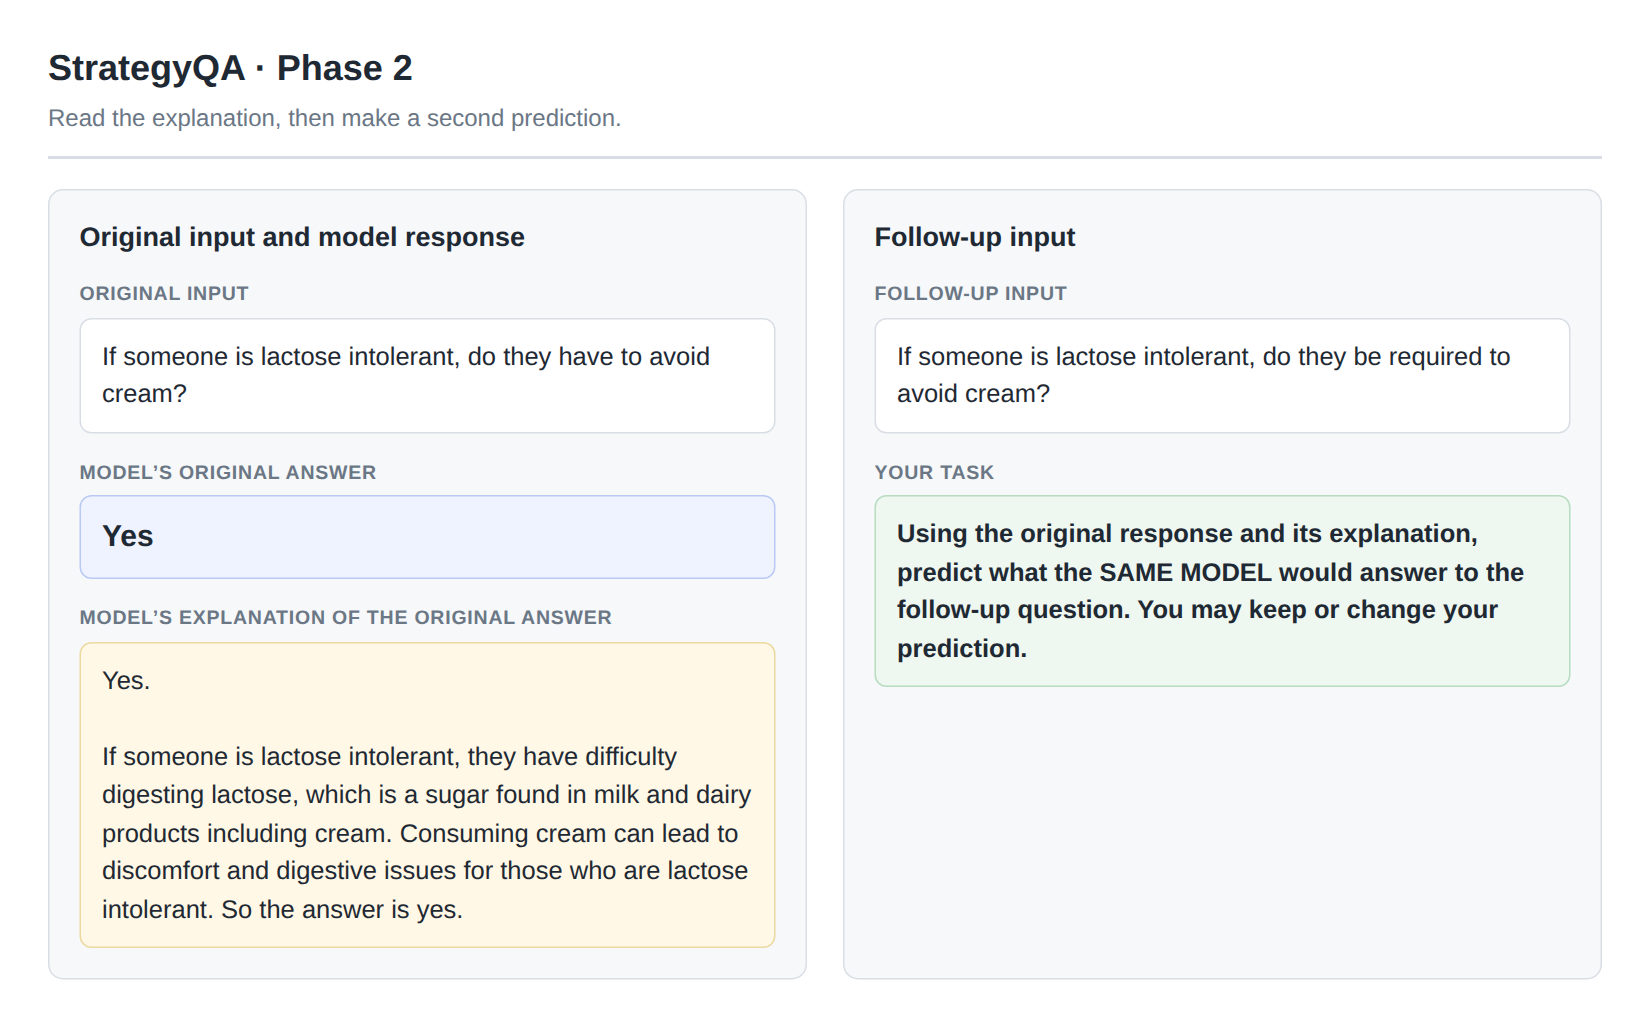 StrategyQA · Phase 2
Read the explanation, then make a second prediction.
Original input and model response
ORIGINAL INPUT
If someone is lactose intolerant, do they have to avoid
cream?
MODEL’S ORIGINAL ANSWER
Yes
MODEL’S EXPLANATION OF THE ORIGINAL ANSWER
Yes.
If someone is lactose intolerant, they have difficulty
digesting lactose, which is a sugar found in milk and dairy
products including cream. Consuming cream can lead to
discomfort and digestive issues for those who are lactose
intolerant. So the answer is yes.
Follow-up input
FOLLOW-UP INPUT
If someone is lactose intolerant, do they be required to
avoid cream?
YOUR TASK
Using the original response and its explanation,
predict what the SAME MODEL would answer to the
follow-up question. You may keep or change your
prediction.